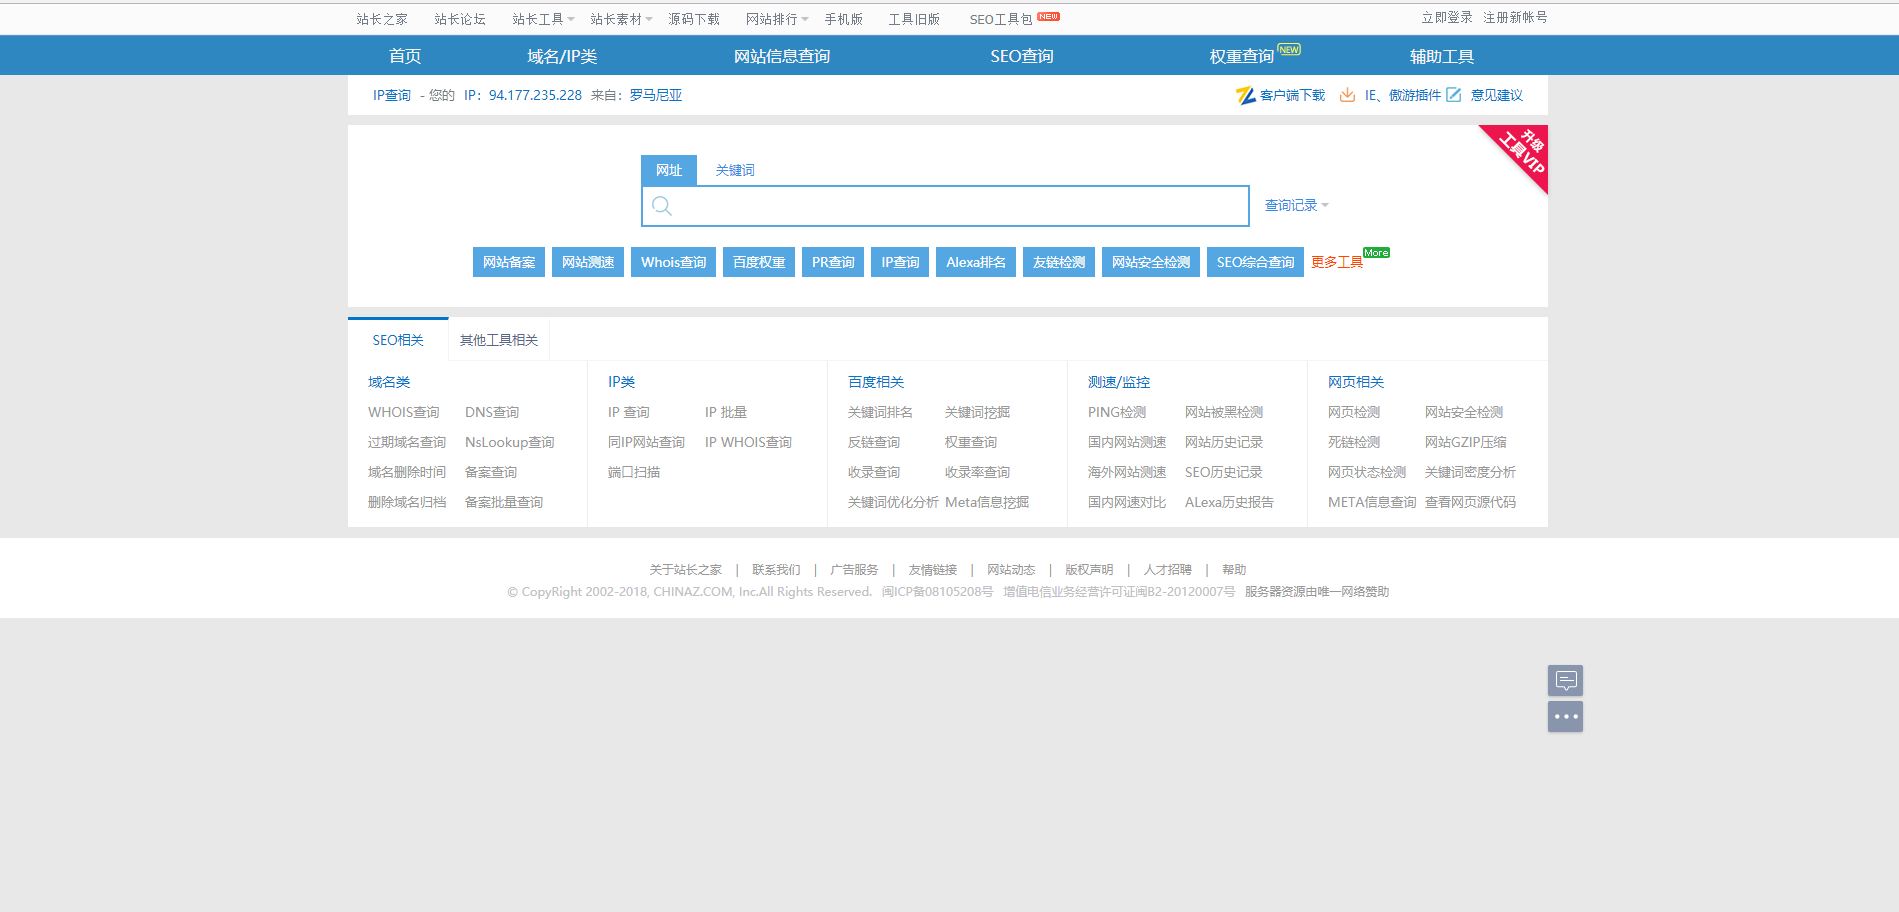 站长之家 站长论坛 站长工具 站长素材 源码下载 网站排行 手机版 工具旧版 SEO工具包 NEW 立即登录 注册新帐号
首页 域名/IP类 网站信息查询 SEO查询 权重查询 NEW 辅助工具
IP查询 - 您的 IP：94.177.235.228 来自：罗马尼亚 客户端下载 IE、傲游插件 意见建议
升级
工具VIP
网址 关键词
查询记录
网站备案 网站测速 Whois查询 百度权重 PR查询 IP查询 Alexa排名 友链检测 网站安全检测 SEO综合查询 更多工具 More
SEO相关 其他工具相关
域名类 IP类 百度相关 测速/监控 网页相关
WHOIS查询 DNS查询 IP 查询 IP 批量 关键词排名 关键词挖掘 PING检测 网站被黑检测 网页检测 网站安全检测
过期域名查询 NsLookup查询 同IP网站查询 IP WHOIS查询 反链查询 权重查询 国内网站测速 网站历史记录 死链检测 网站GZIP压缩
域名删除时间 备案查询 端口扫描 收录查询 收录率查询 海外网站测速 SEO历史记录 网页状态检测 关键词密度分析
删除域名归档 备案批量查询 关键词优化分析 Meta信息挖掘 国内网速对比 ALexa历史报告 META信息查询 查看网页源代码
关于站长之家 | 联系我们 | 广告服务 | 友情链接 | 网站动态 | 版权声明 | 人才招聘 | 帮助
© CopyRight 2002-2018, CHINAZ.COM, Inc.All Rights Reserved. 闽ICP备08105208号 增值电信业务经营许可证闽B2-20120007号 服务器资源由唯一网络赞助